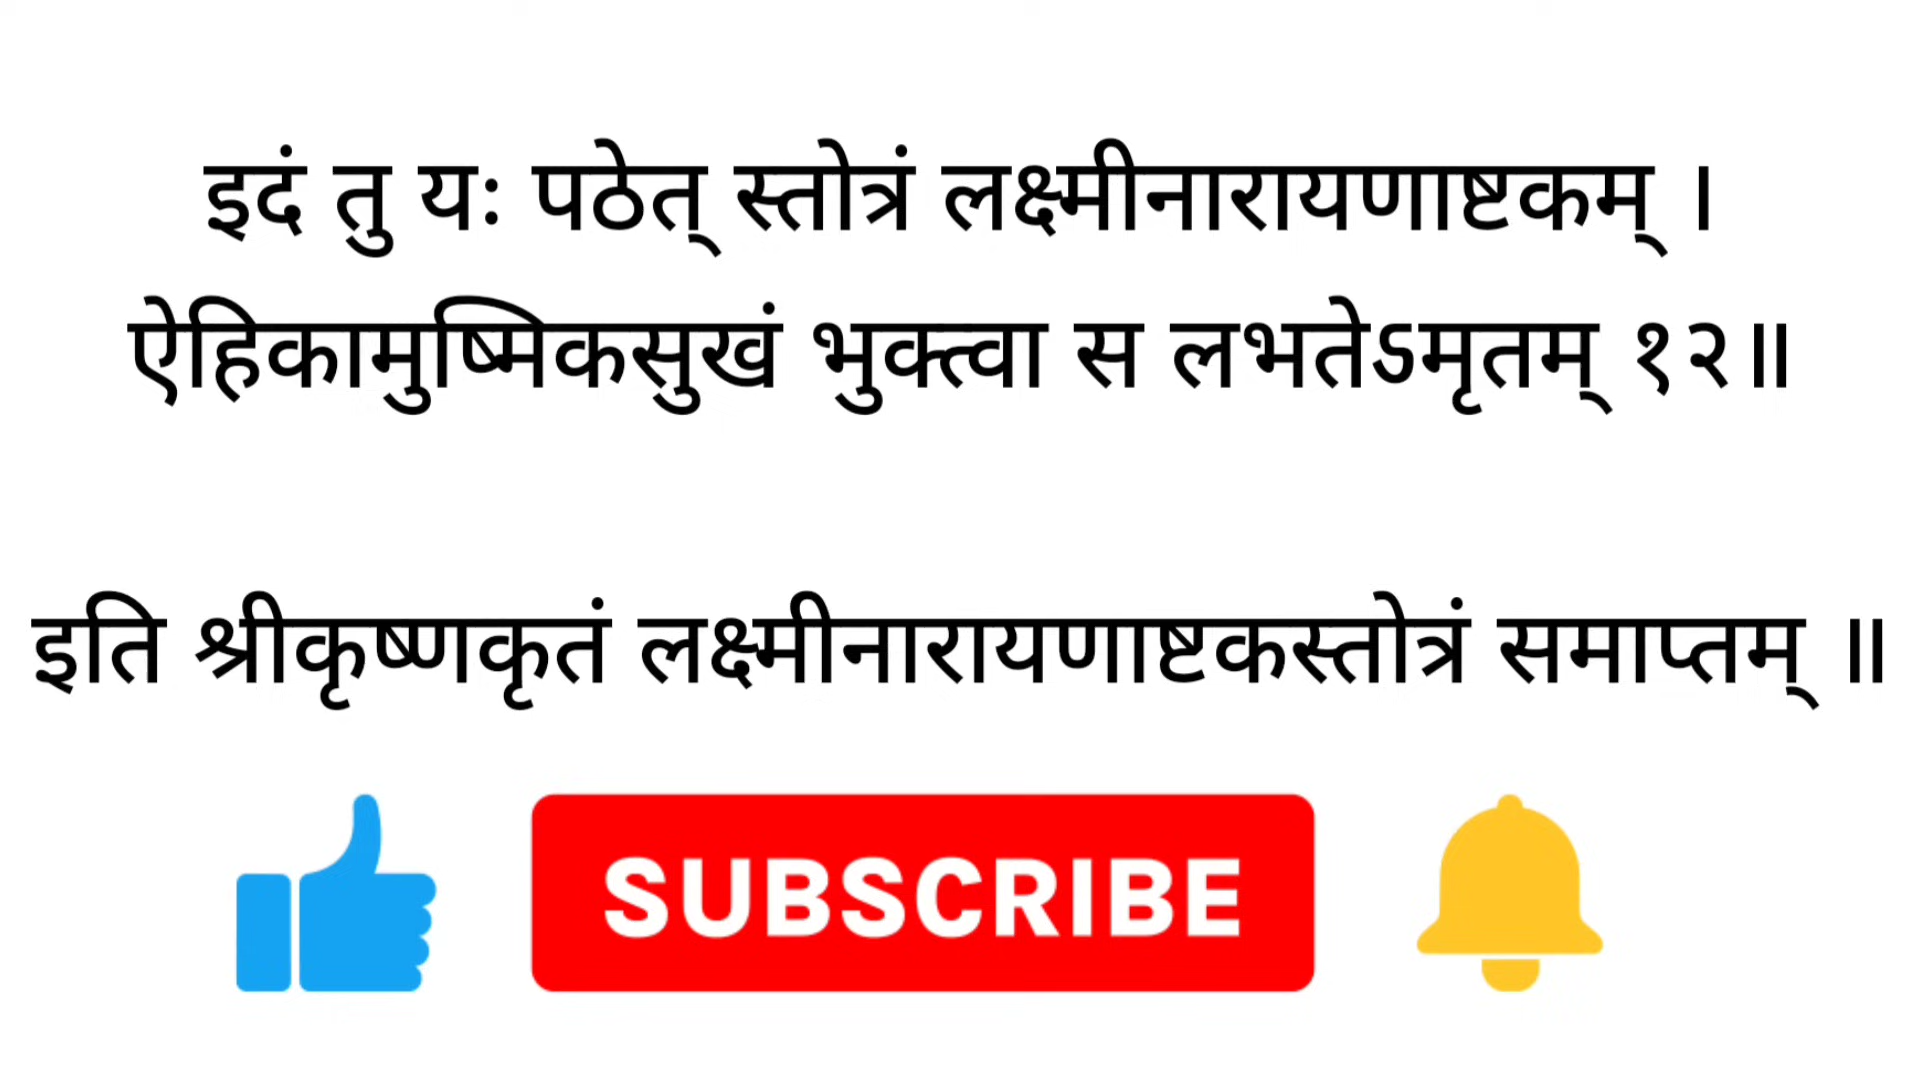 इदं तु यः पठेत् स्तोत्रं लक्ष्मीनारायणाष्टकम् ।
ऐहिकामुष्मिकसुखं भुक्त्वा स लभतेऽमृतम् १२॥
इति श्रीकृष्णकृतं लक्ष्मीनारायणाष्टकस्तोत्रं समाप्तम् ॥
SUBSCRIBE